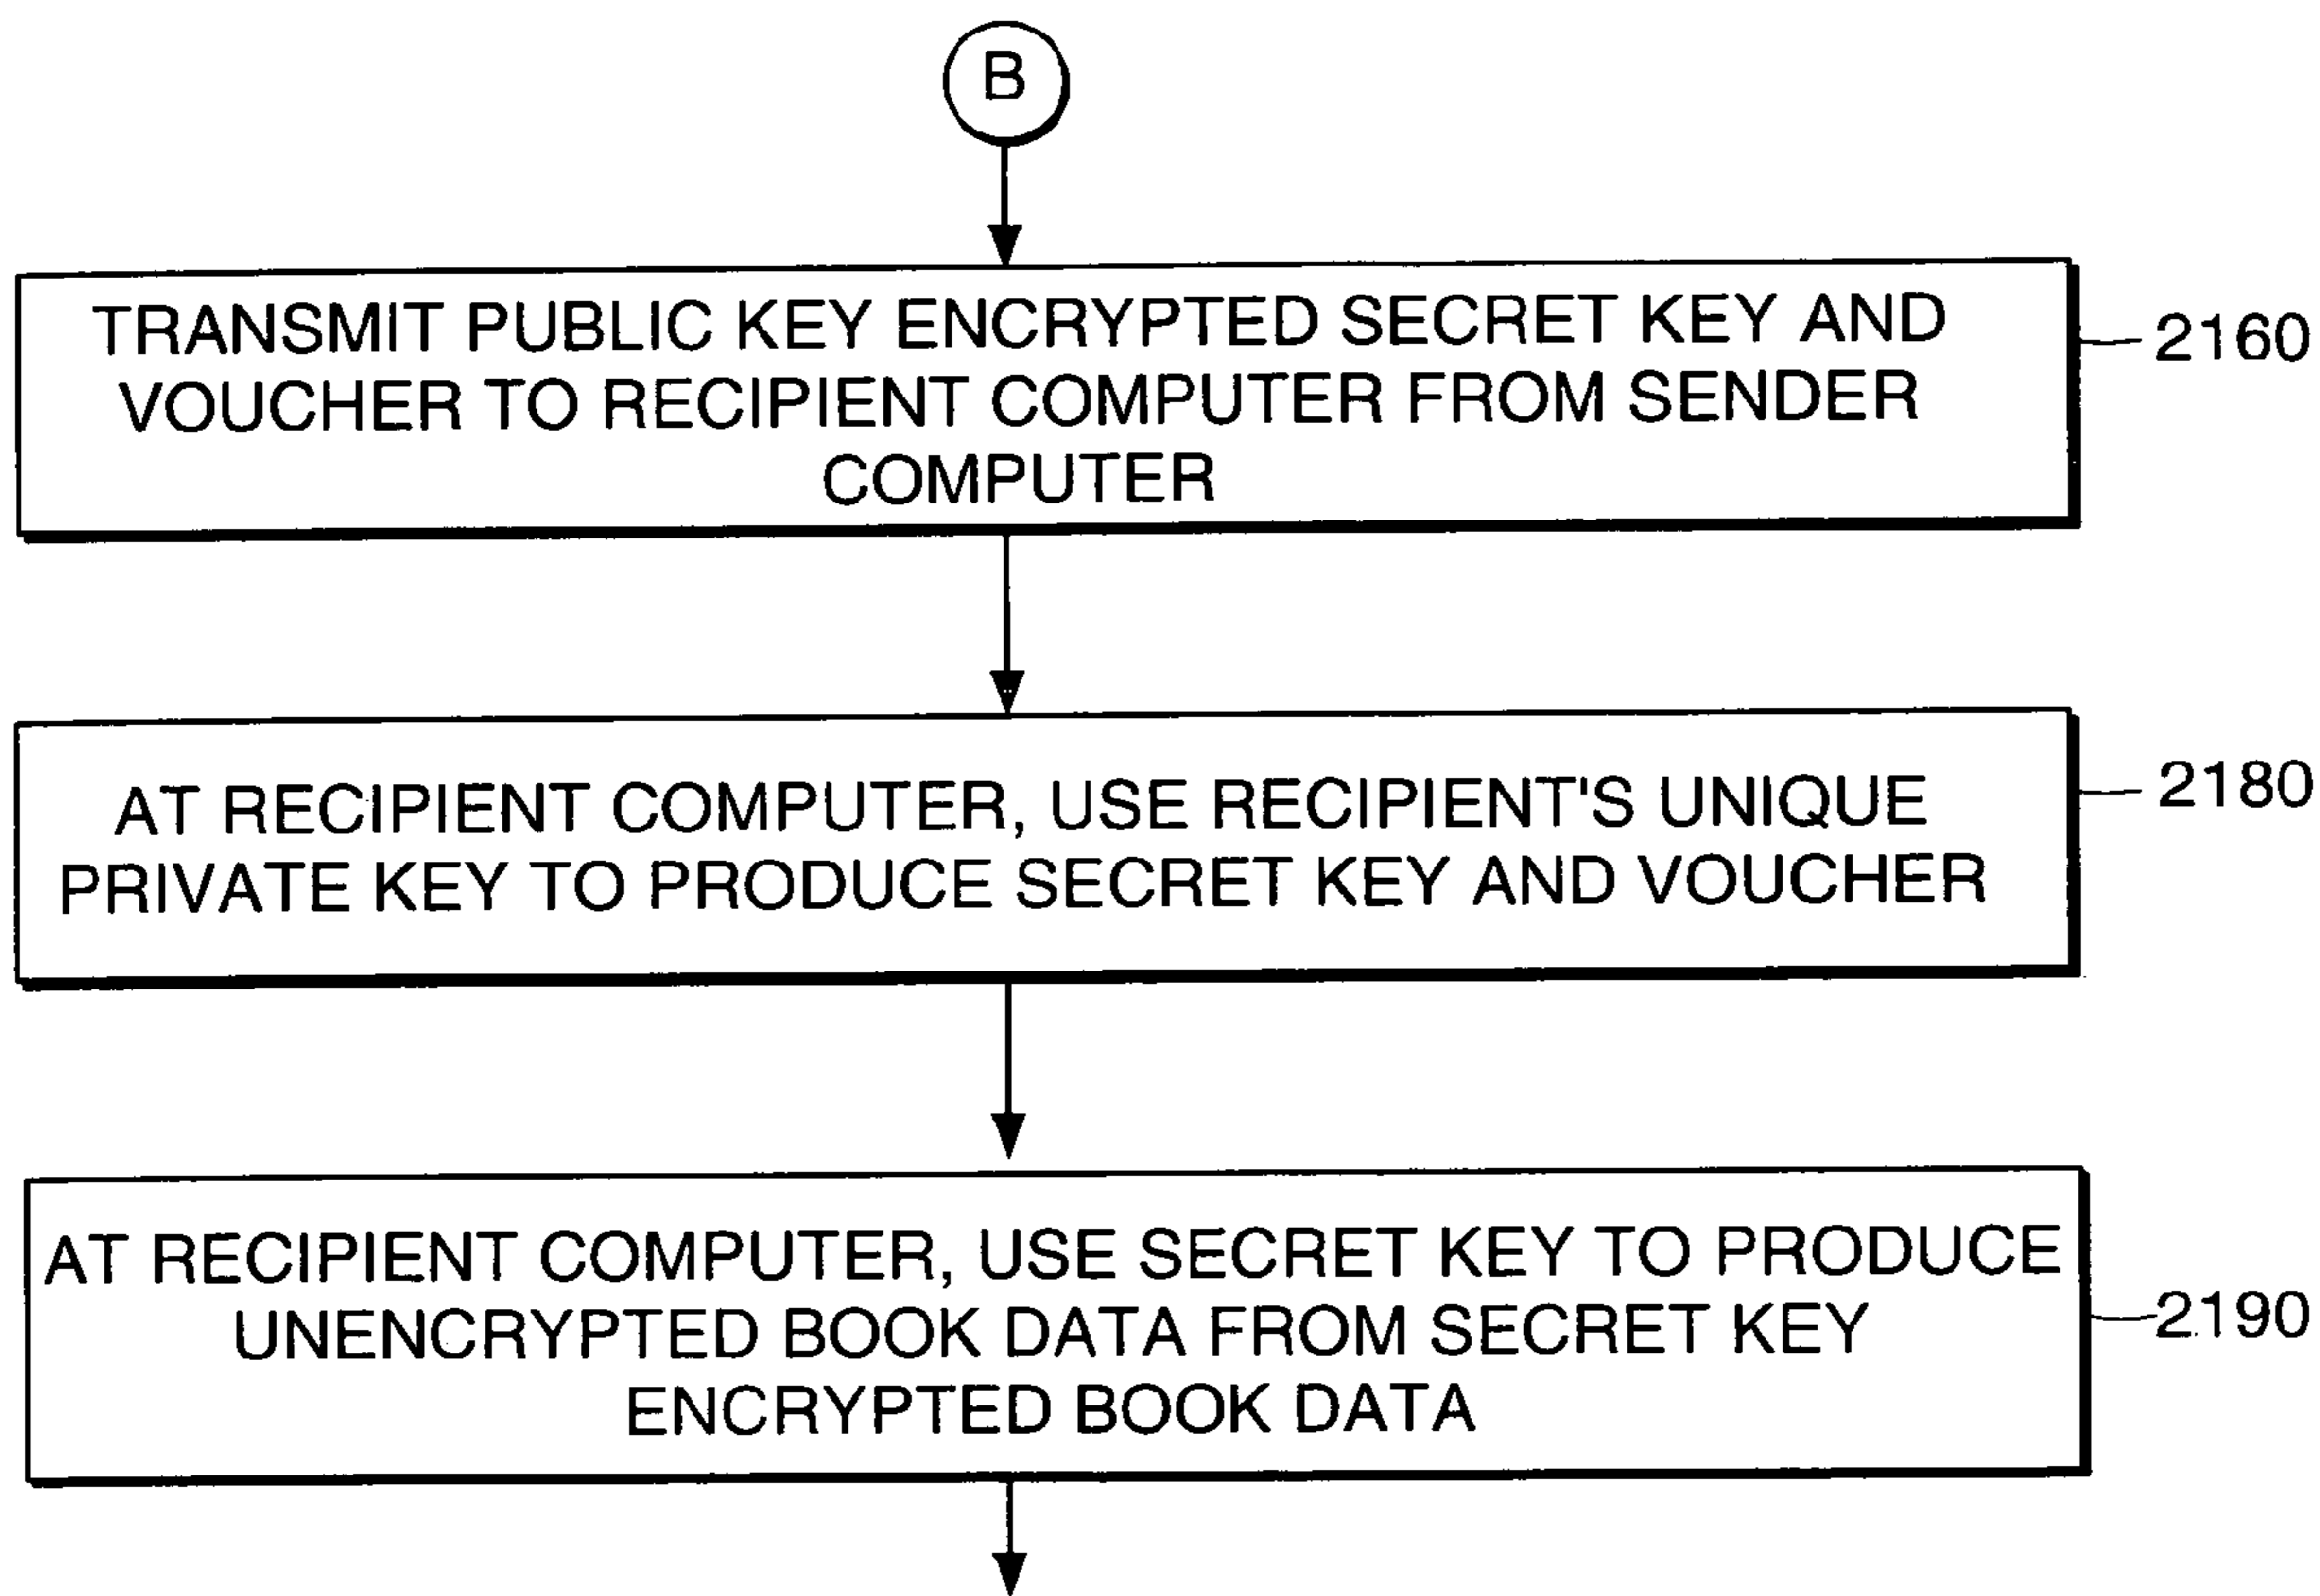 B
TRANSMIT PUBLIC KEY ENCRYPTED SECRET KEY AND
VOUCHER TO RECIPIENT COMPUTER FROM SENDER
COMPUTER
2160
AT RECIPIENT COMPUTER, USE RECIPIENT'S UNIQUE
PRIVATE KEY TO PRODUCE SECRET KEY AND VOUCHER
2180
AT RECIPIENT COMPUTER, USE SECRET KEY TO PRODUCE
UNENCRYPTED BOOK DATA FROM SECRET KEY
ENCRYPTED BOOK DATA
2190